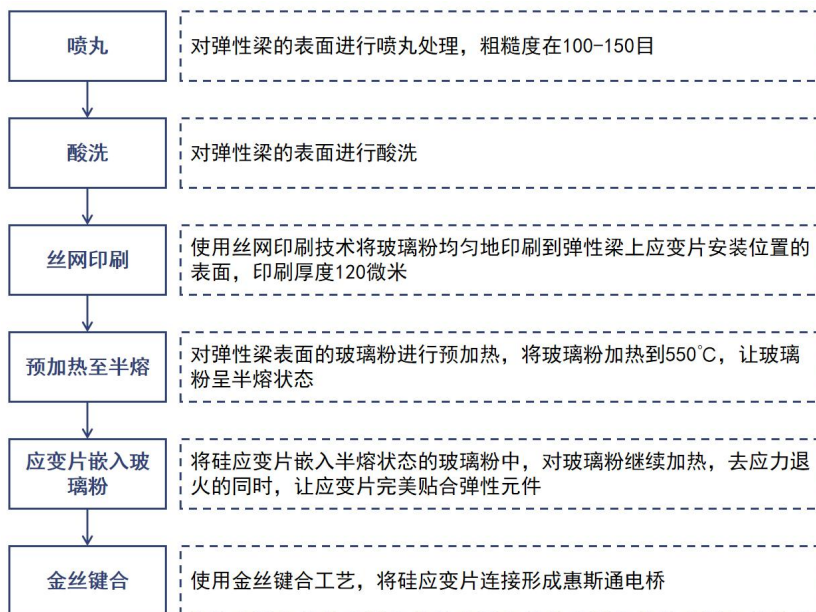 喷丸
对弹性梁的表面进行喷丸处理，粗糙度在100-150目
酸洗
对弹性梁的表面进行酸洗
丝网印刷
使用丝网印刷技术将玻璃粉均匀地印刷到弹性梁上应变片安装位置的
表面，印刷厚度120微米
预加热至半熔
对弹性梁表面的玻璃粉进行预加热，将玻璃粉加热到550℃，让玻璃
粉呈半熔状态
应变片嵌入玻
璃粉
将硅应变片嵌入半熔状态的玻璃粉中，对玻璃粉继续加热，去应力退
火的同时，让应变片完美贴合弹性元件
金丝键合
使用金丝键合工艺，将硅应变片连接形成惠斯通电桥